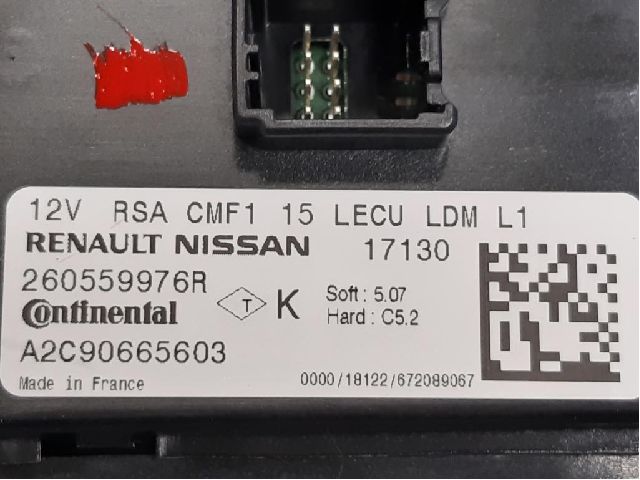 12V RSA CMF1 15 LECU LDM L1
RENAULT NISSAN 17130
260559976R
Continental T K Soft : 5.07
Hard : C5.2
A2C90665603
Made in France 0000/18122/672089067